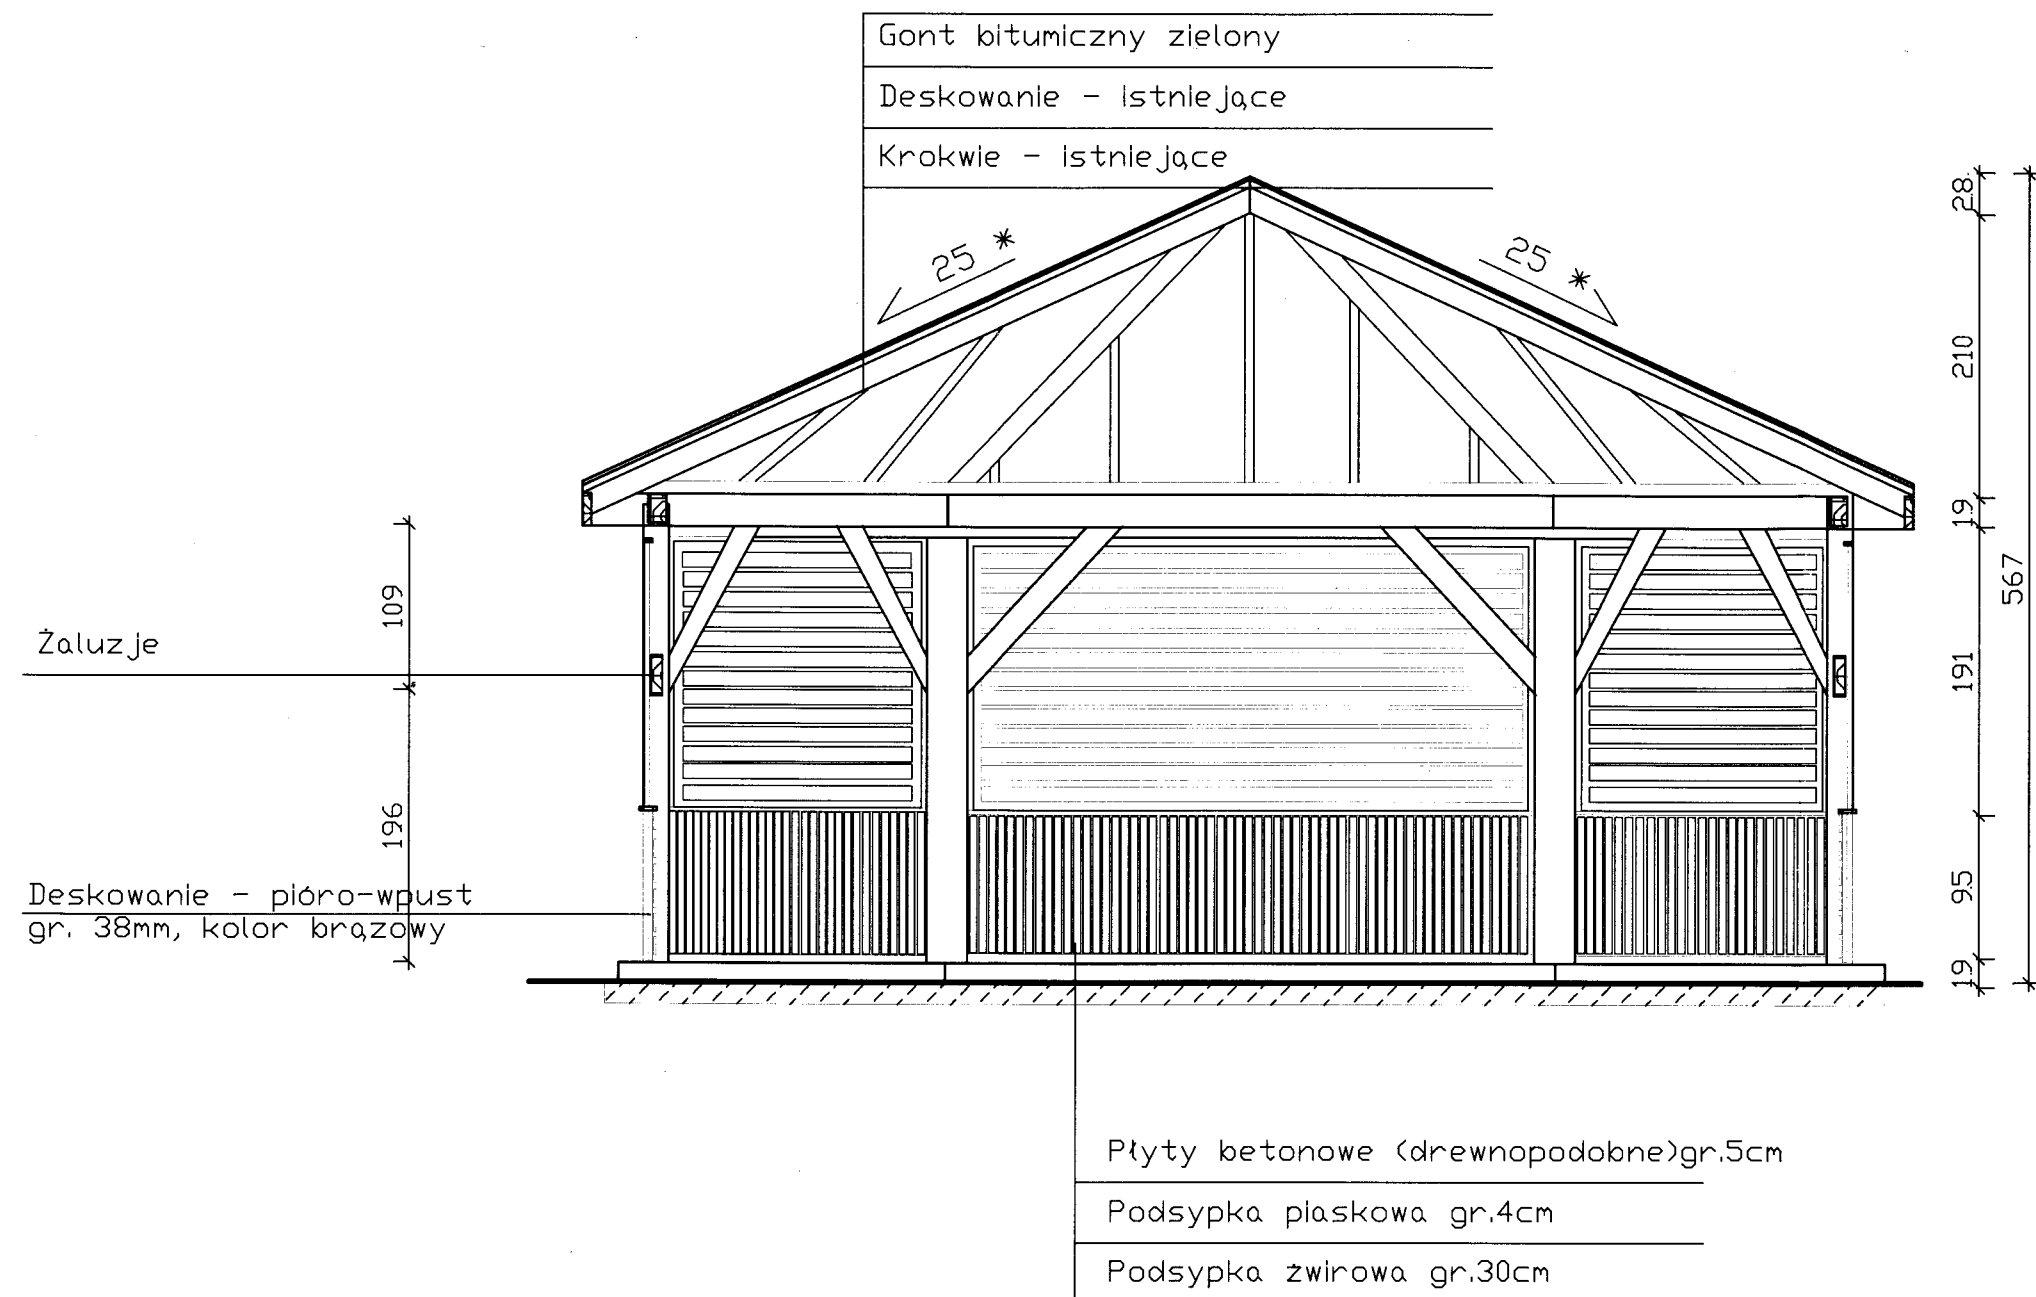 Gont bitumiczny zielony
Deskowanie - istniejące
Krokwie - istniejące
25 *
25 *
28
210
19
567
109
Żaluzje
191
196
Deskowanie - pióro-wpust
gr. 38mm, kolor brązowy
95
19
Płyty betonowe (drewnopodobne)gr.5cm
Podsypka piaskowa gr.4cm
Podsypka żwirowa gr.30cm